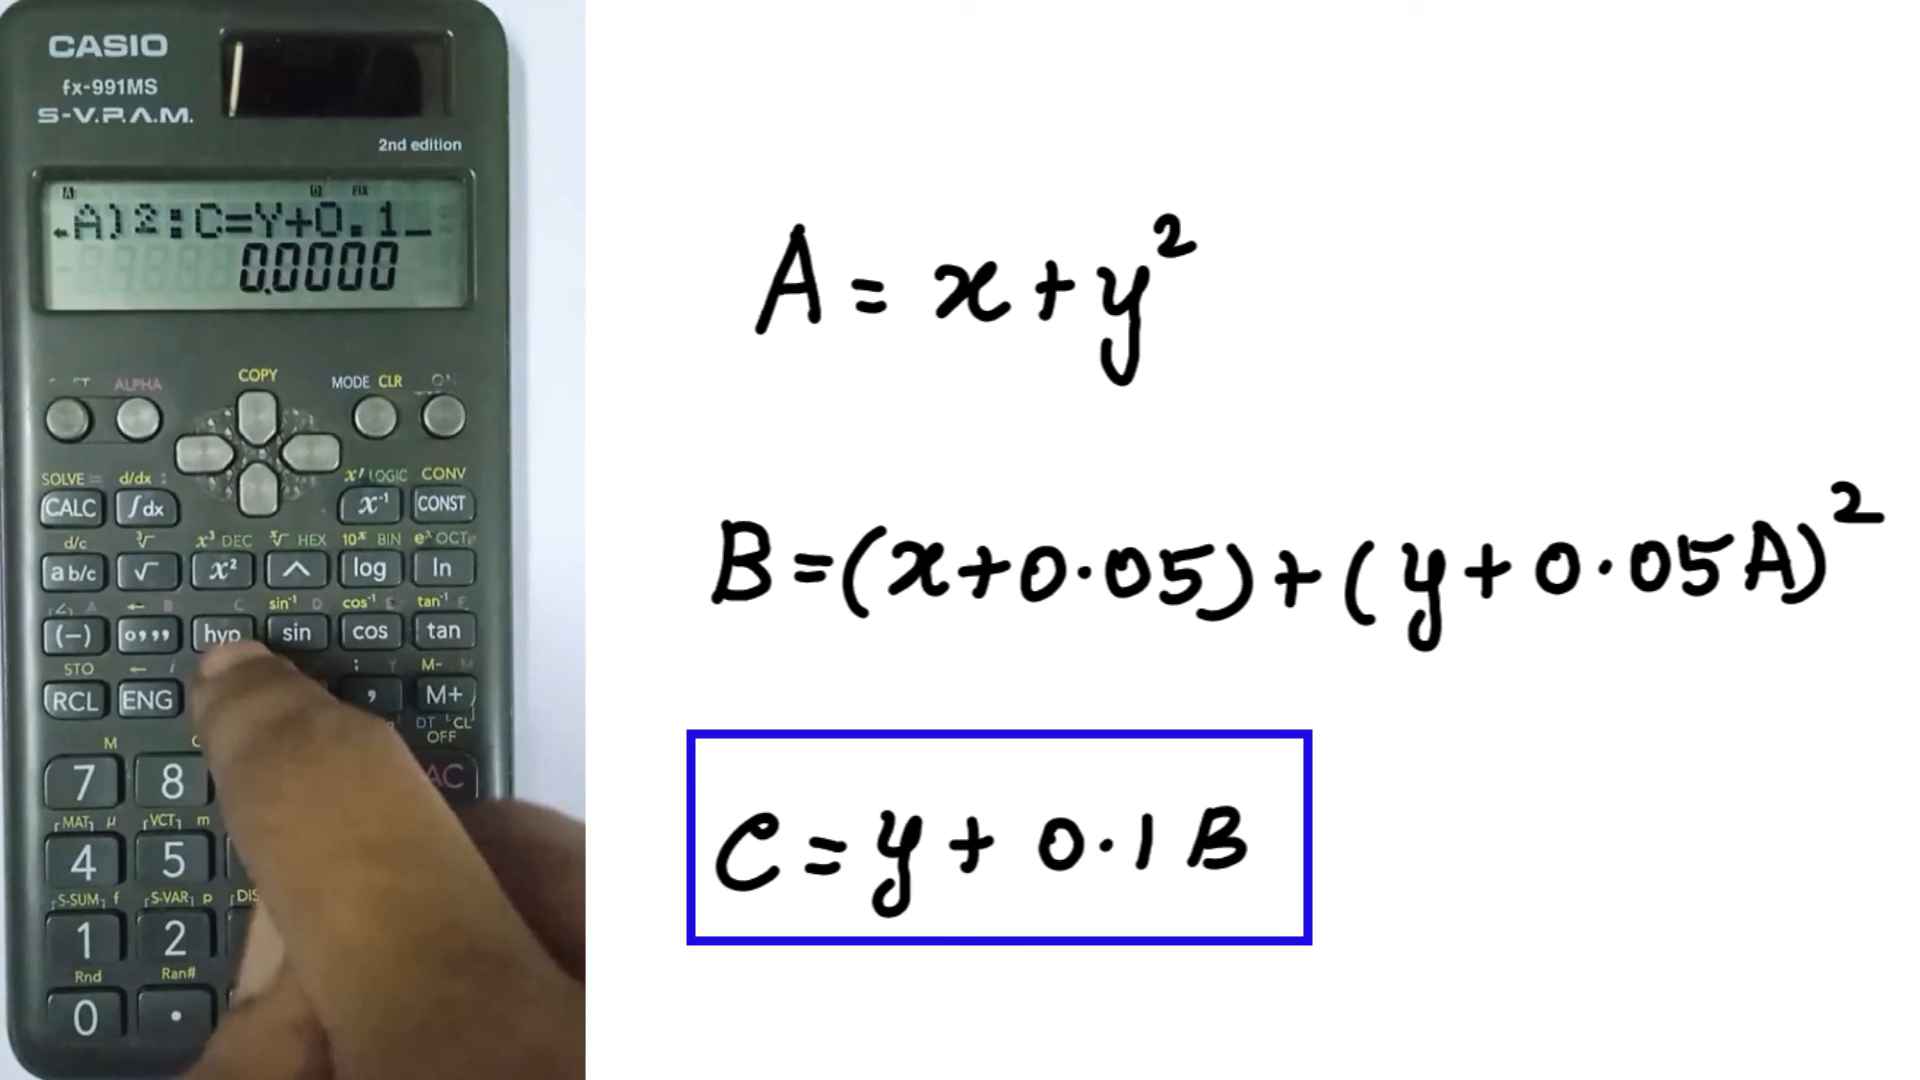 CASIO
fx-991MS
S-V.P.A.M.
2nd edition
A FIX
A)²:C=Y+0.1_
0.0000
ALPHA COPY MODE CLR
SOLVE = d/dx : x! LOGIC CONV
CALC ∫dx x⁻¹ CONST
d/c ³√ x³ DEC ˣ√ HEX 10ˣ BIN eˣ OCT
a b/c √ x² ^ log ln
A ← B C sin⁻¹ D cos⁻¹ E tan⁻¹ F
(−) o,,, hyp sin cos tan
STO ← i ; Y M- M
RCL ENG , M+
DT CL
OFF
M
7 8 AC
MAT µ VCT m
4 5
S-SUM f S-VAR p
1 2
Rnd Ran#
0 .
A = x + y²
B = (x + 0.05) + (y + 0.05A)²
C = y + 0.1 B